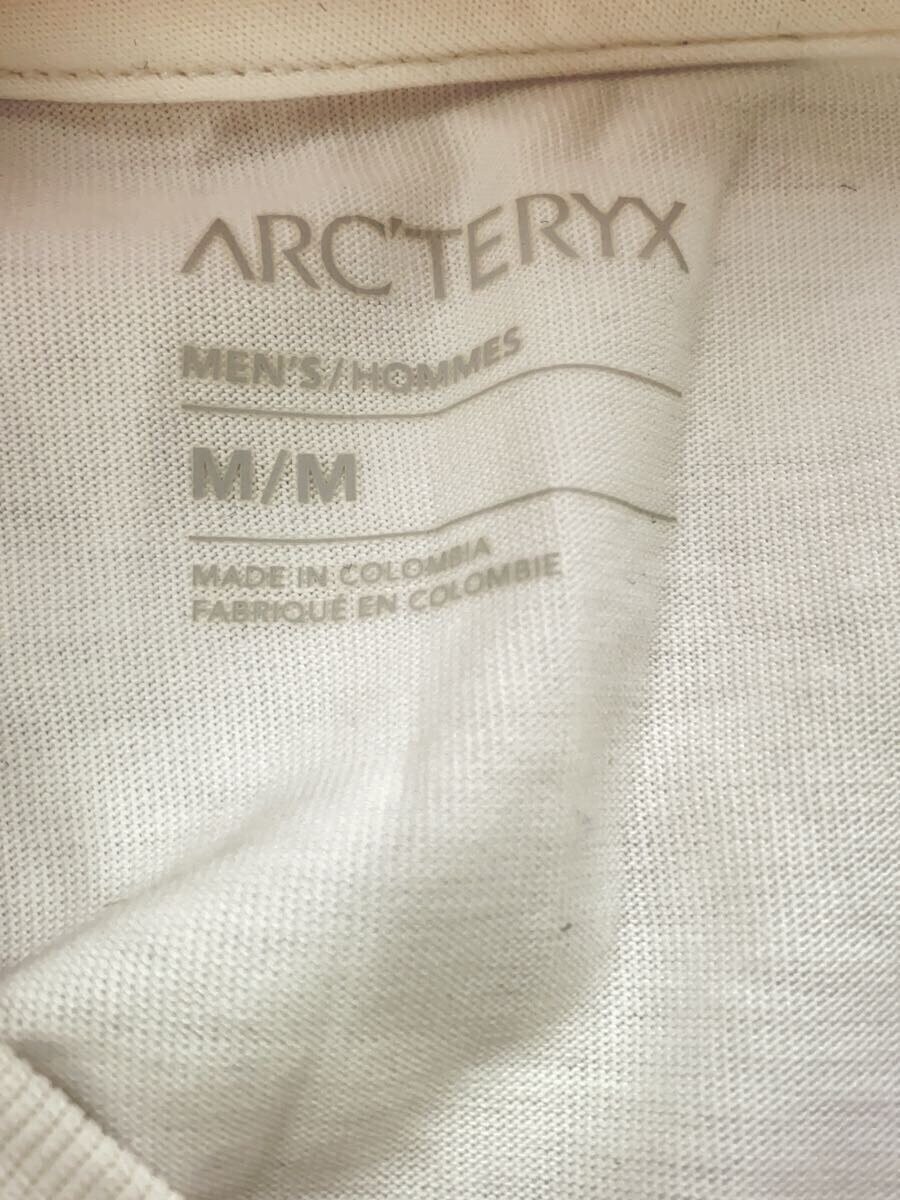 ARC'TERYX
MEN'S/HOMMES
M/M
MADE IN COLOMBIA
FABRIQUÉ EN COLOMBIE